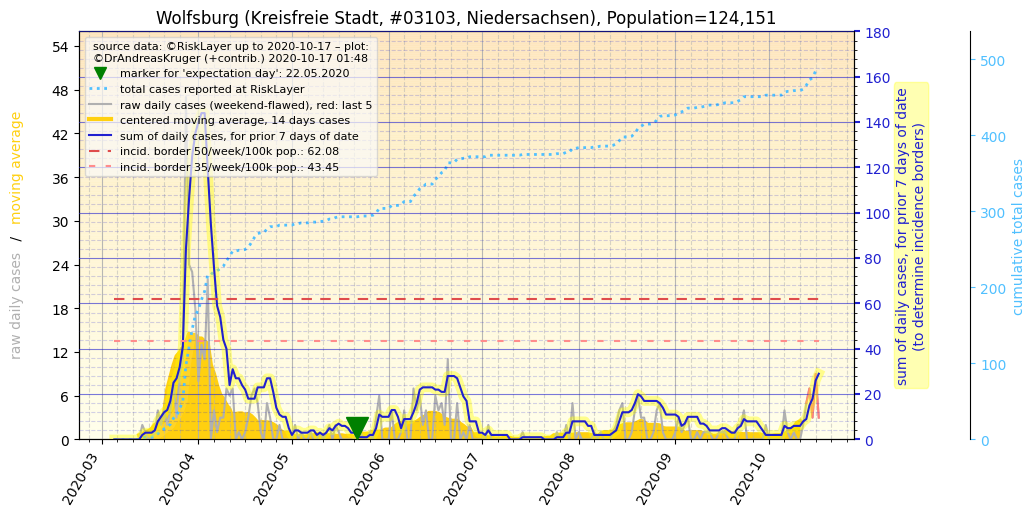 Wolfsburg (Kreisfreie Stadt, #03103, Niedersachsen), Population=124,151
source data: ©RiskLayer up to 2020-10-17 – plot:
©DrAndreasKruger (+contrib.) 2020-10-17 01:48
marker for 'expectation day': 22.05.2020
total cases reported at RiskLayer
raw daily cases (weekend-flawed), red: last 5
centered moving average, 14 days cases
sum of daily cases, for prior 7 days of date
incid. border 50/week/100k pop.: 62.08
incid. border 35/week/100k pop.: 43.45
raw daily cases / moving average
54
48
42
36
30
24
18
12
6
0
2020-03
2020-04
2020-05
2020-06
2020-07
2020-08
2020-09
2020-10
180
160
140
120
100
80
60
40
20
0
sum of daily cases, for prior 7 days of date
(to determine incidence borders)
500
400
300
200
100
0
cumulative total cases